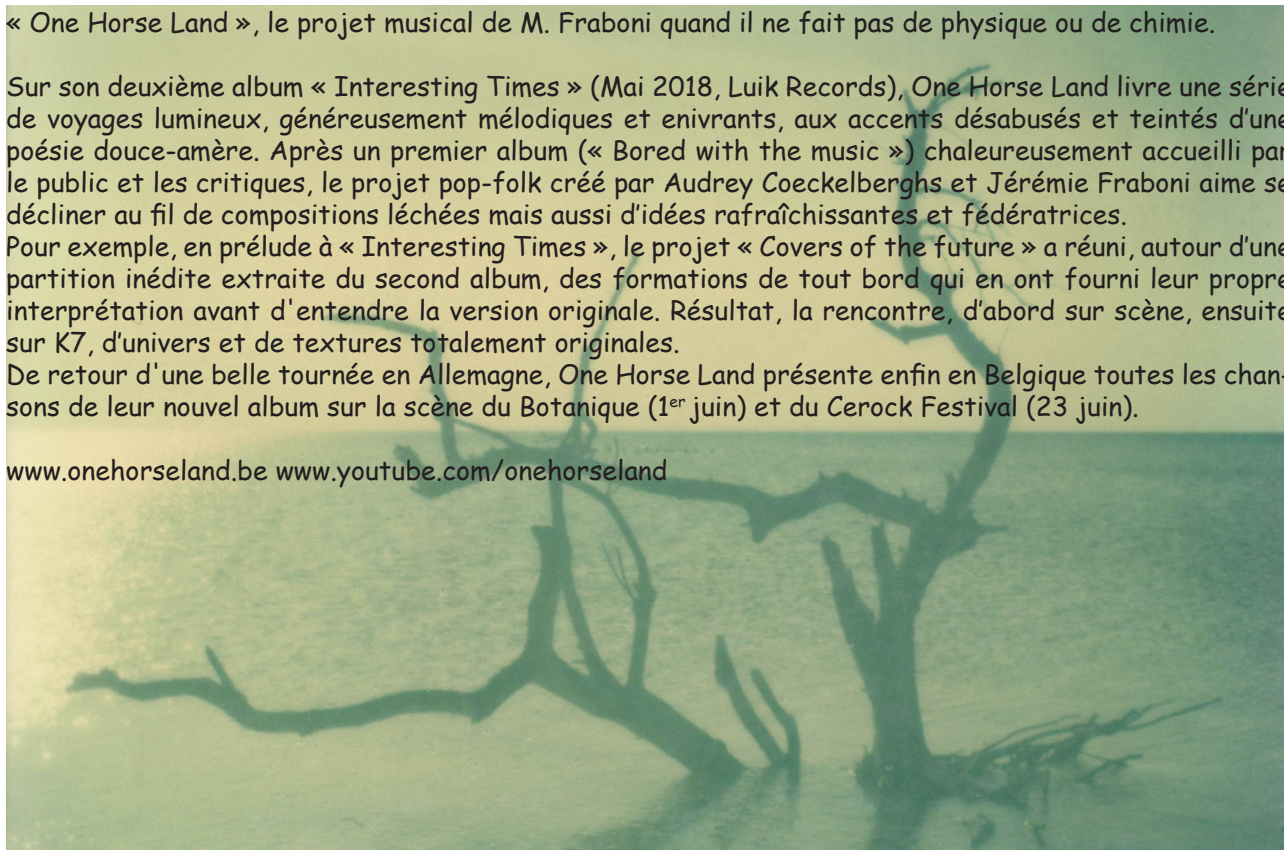 « One Horse Land », le projet musical de M. Fraboni quand il ne fait pas de physique ou de chimie.
Sur son deuxième album « Interesting Times » (Mai 2018, Luik Records), One Horse Land livre une série
de voyages lumineux, généreusement mélodiques et enivrants, aux accents désabusés et teintés d’une
poésie douce-amère. Après un premier album (« Bored with the music ») chaleureusement accueilli par
le public et les critiques, le projet pop-folk créé par Audrey Coeckelberghs et Jérémie Fraboni aime se
décliner au fil de compositions léchées mais aussi d’idées rafraîchissantes et fédératrices.
Pour exemple, en prélude à « Interesting Times », le projet « Covers of the future » a réuni, autour d’une
partition inédite extraite du second album, des formations de tout bord qui en ont fourni leur propre
interprétation avant d'entendre la version originale. Résultat, la rencontre, d’abord sur scène, ensuite
sur K7, d’univers et de textures totalement originales.
De retour d'une belle tournée en Allemagne, One Horse Land présente enfin en Belgique toutes les chan-
sons de leur nouvel album sur la scène du Botanique (1er juin) et du Cerock Festival (23 juin).
www.onehorseland.be www.youtube.com/onehorseland